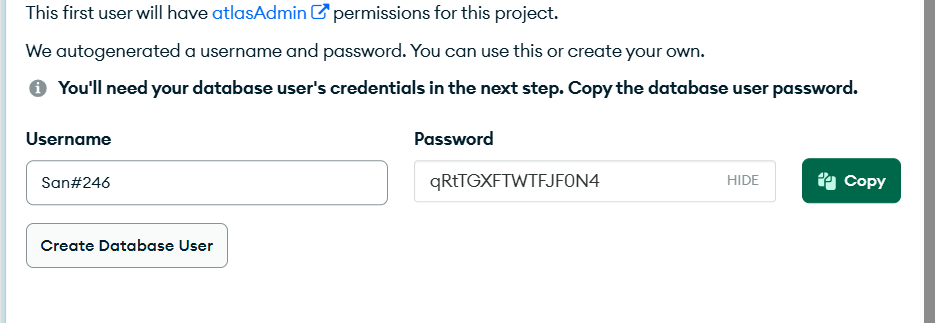 This first user will have atlasAdmin permissions for this project.
We autogenerated a username and password. You can use this or create your own.
You'll need your database user's credentials in the next step. Copy the database user password.
Username
Password
San#246
qRtTGXFTWTFJF0N4
HIDE
Copy
Create Database User